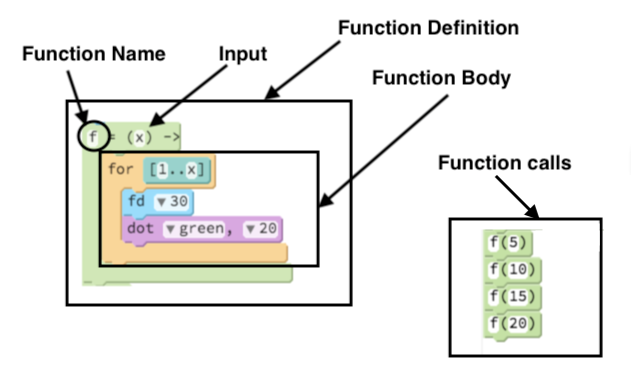 Function Definition
Function Name
Input
Function Body
f = (x) ->
for [1..x]
fd ▼30
dot ▼green, ▼20
Function calls
f(5)
f(10)
f(15)
f(20)